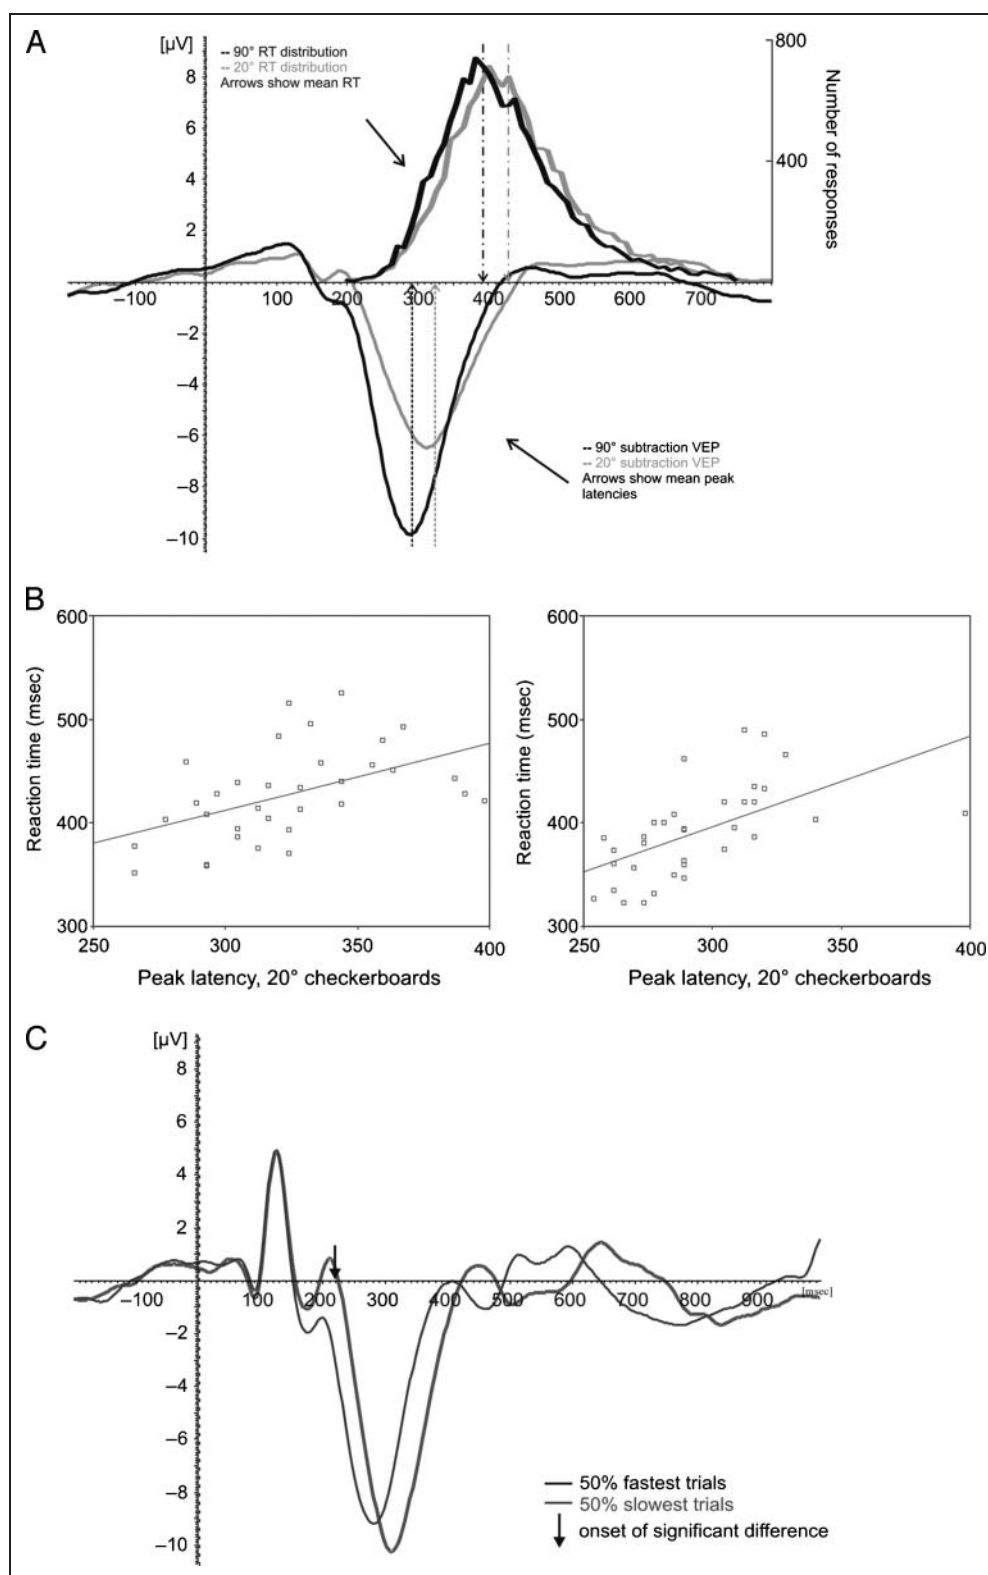 A
[µV]
-- 90° RT distribution
-- 20° RT distribution
Arrows show mean RT
800
400
Number of responses
8
6
4
2
–2
–4
–6
–8
–10
–100
100
200
300
400
500
600
700
-- 90° subtraction VEP
-- 20° subtraction VEP
Arrows show mean peak
latencies
B
600
500
400
300
Reaction time (msec)
250
300
350
400
Peak latency, 20° checkerboards
600
500
400
300
Reaction time (msec)
250
300
350
400
Peak latency, 20° checkerboards
C
[µV]
8
6
4
2
–2
–4
–6
–8
–10
–100
100
200
300
400
500
600
700
800
900
[msec]
50% fastest trials
50% slowest trials
onset of significant difference